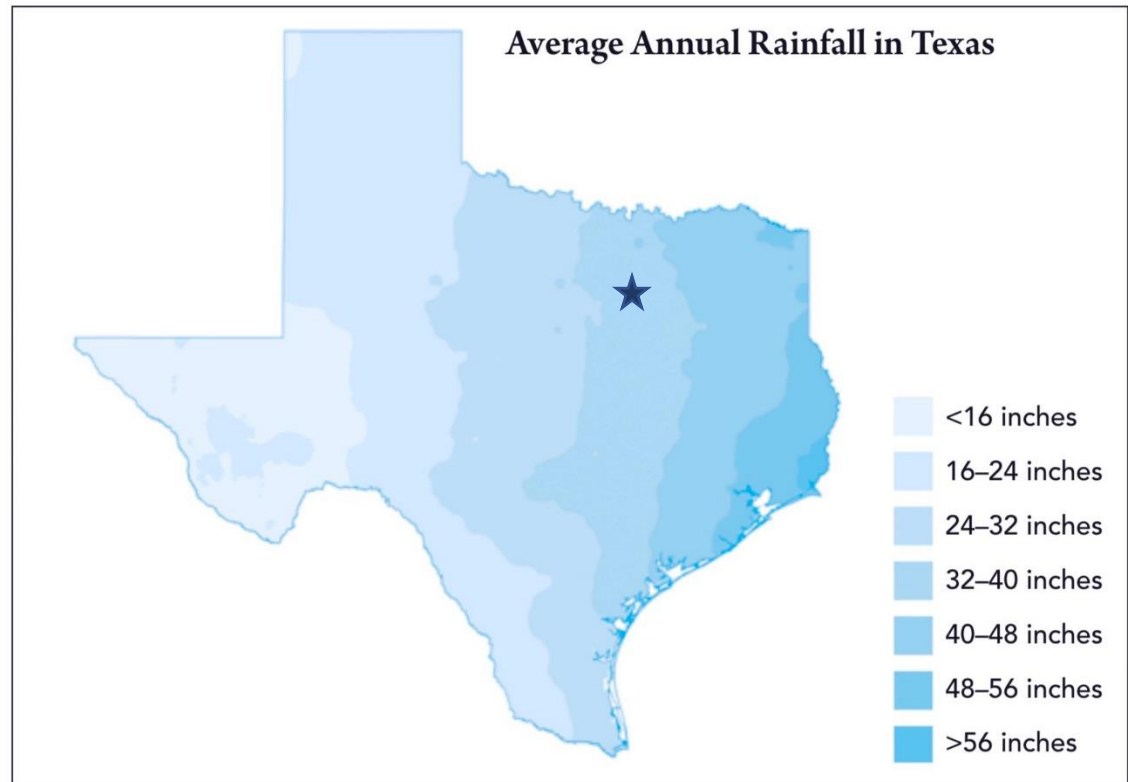 Average Annual Rainfall in Texas
<16 inches
16–24 inches
24–32 inches
32–40 inches
40–48 inches
48–56 inches
>56 inches